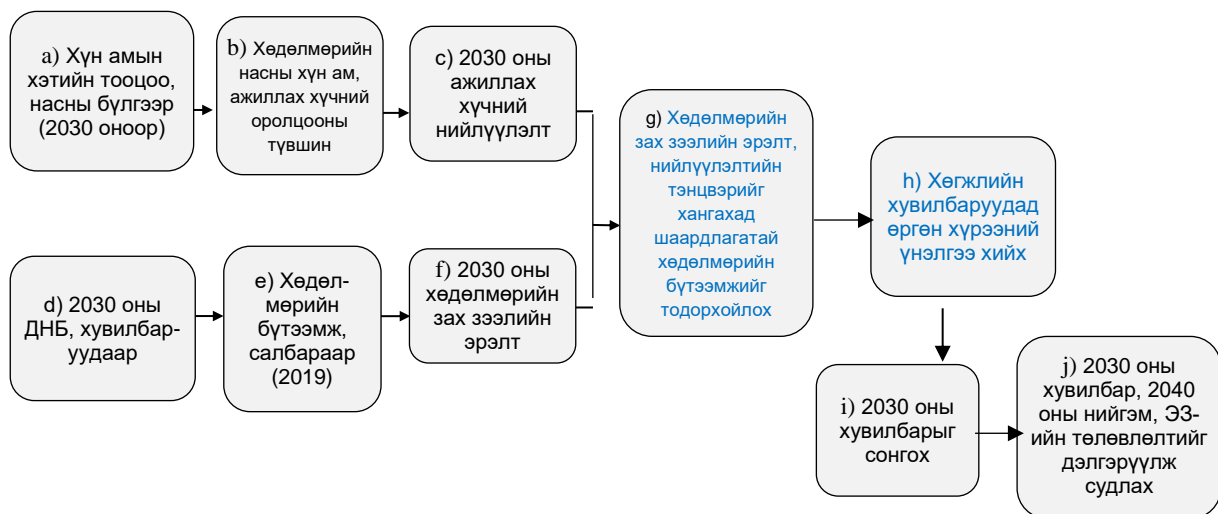 a) Хүн амын
хэтийн тооцоо,
насны бүлгээр
(2030 оноор)
b) Хөдөлмөрийн
насны хүн ам,
ажиллах хүчний
оролцооны
түвшин
c) 2030 оны
ажиллах
хүчний
нийлүүлэлт
d) 2030 оны
ДНБ, хувилбар-
уудаар
e) Хөдөл-
мөрийн
бүтээмж,
салбараар
(2019)
f) 2030 оны
хөдөлмөрийн
зах зээлийн
эрэлт
g) Хөдөлмөрийн
зах зээлийн эрэлт,
нийлүүлэлтийн
тэнцвэрийг
хангахад
шаардлагатай
хөдөлмөрийн
бүтээмжийг
тодорхойлох
h) Хөгжлийн
хувилбаруудад
өргөн хүрээний
үнэлгээ хийх
i) 2030 оны
хувилбарыг
сонгох
j) 2030 оны
хувилбар, 2040
оны нийгэм, ЭЗ-
ийн төлөвлөлтийг
дэлгэрүүлж
судлах